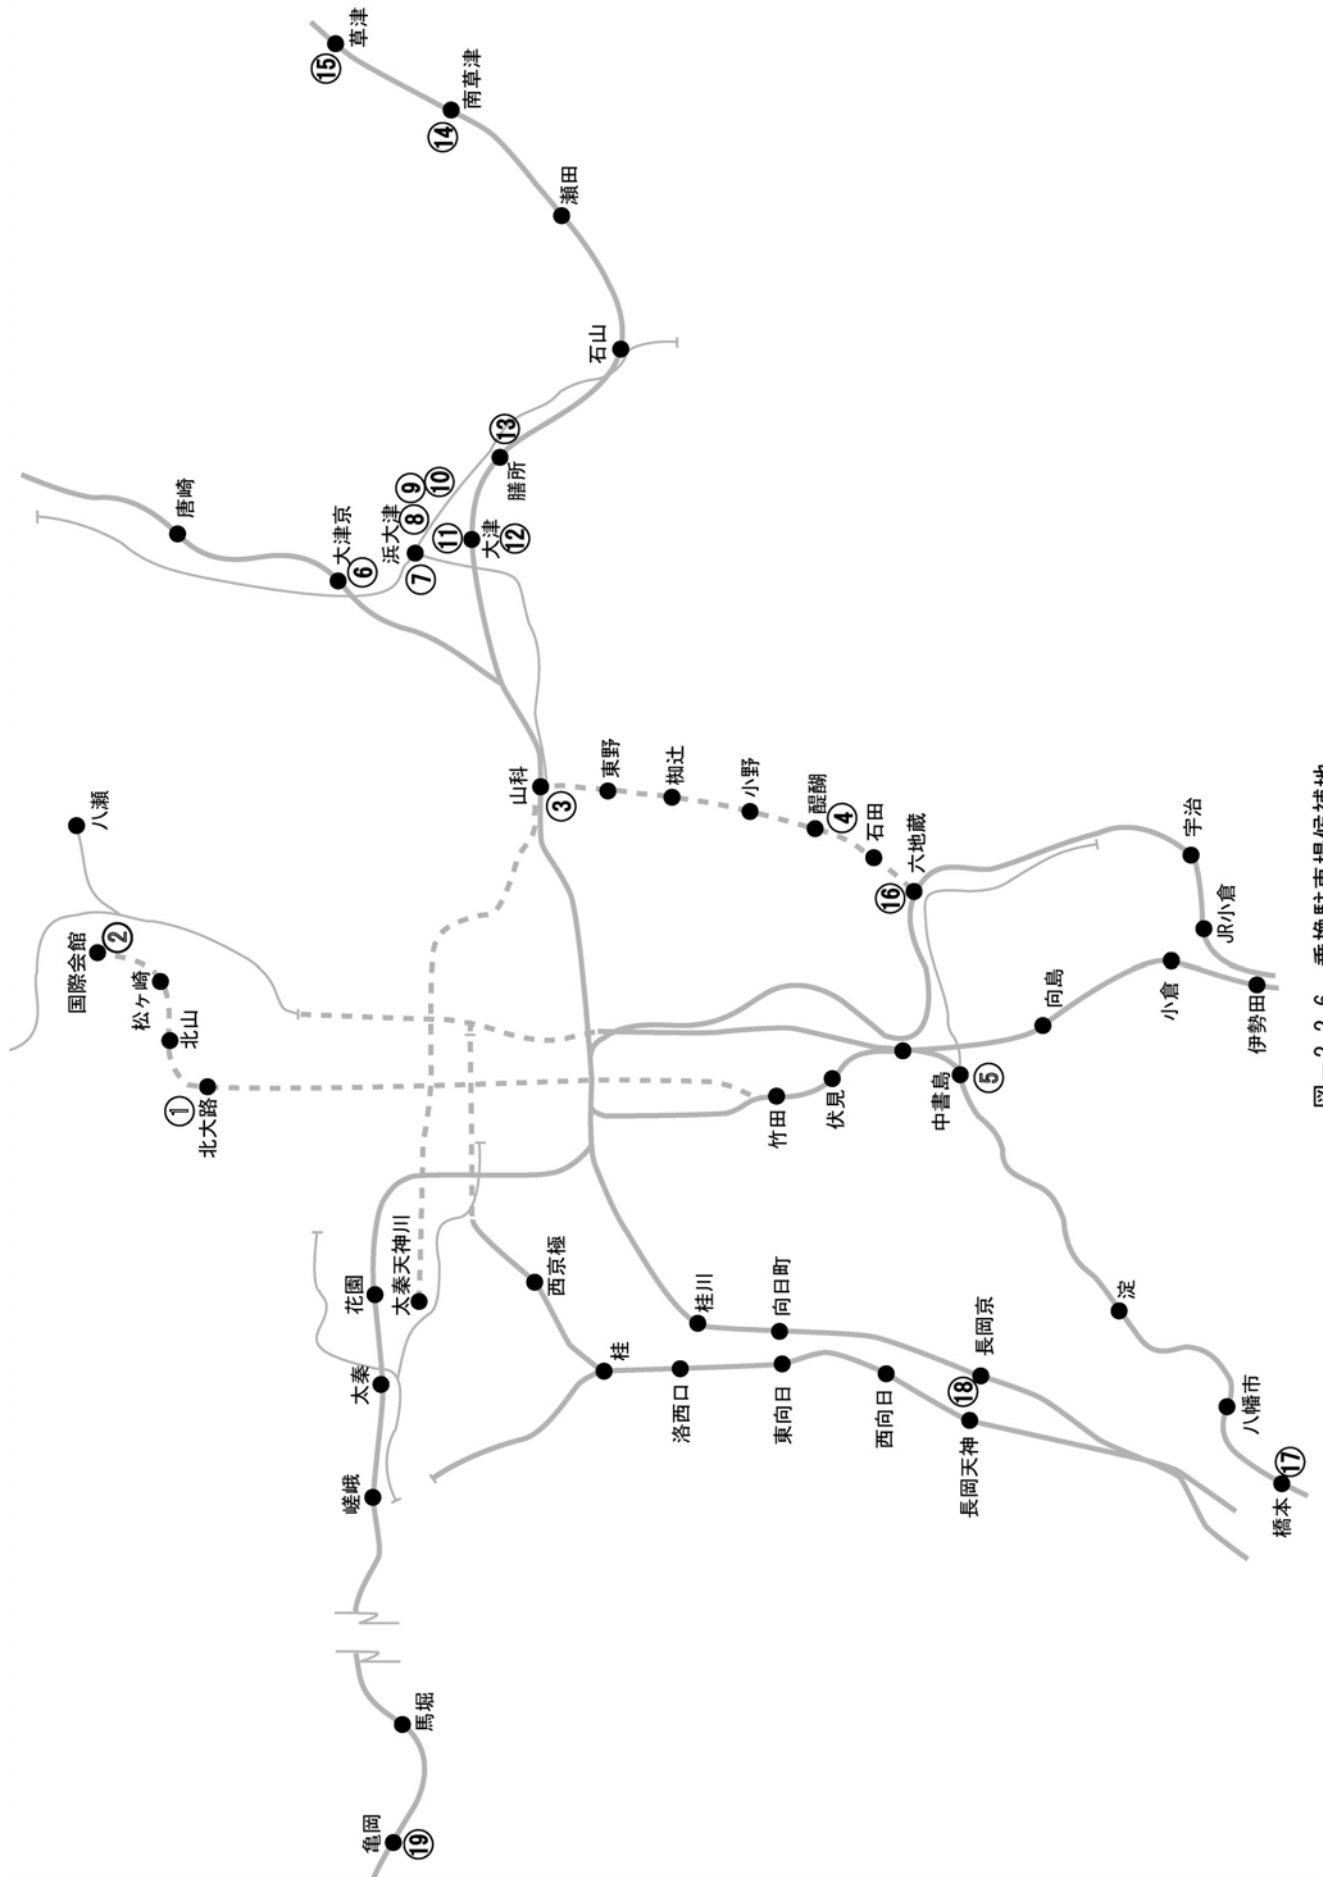 八瀬
国際会館
②
松ヶ崎
北山
北大路
①
唐崎
大津京
⑥
浜大津
⑦
⑧
⑨
⑩
⑪
大津
⑫
膳所
⑬
石山
瀬田
南草津
⑭
草津
⑮
山科
③
東野
椥辻
小野
醍醐
④
石田
六地蔵
⑯
宇治
JR小倉
小倉
伊勢田
向島
中書島
⑤
伏見
竹田
淀
八幡市
橋本
⑰
花園
太秦天神川
太秦
嵯峨
馬堀
亀岡
⑲
西京極
桂
洛西口
東向日
西向日
長岡天神
⑱
長岡京
向日町
桂川
図－2.2.6 乗換駐車場候補地